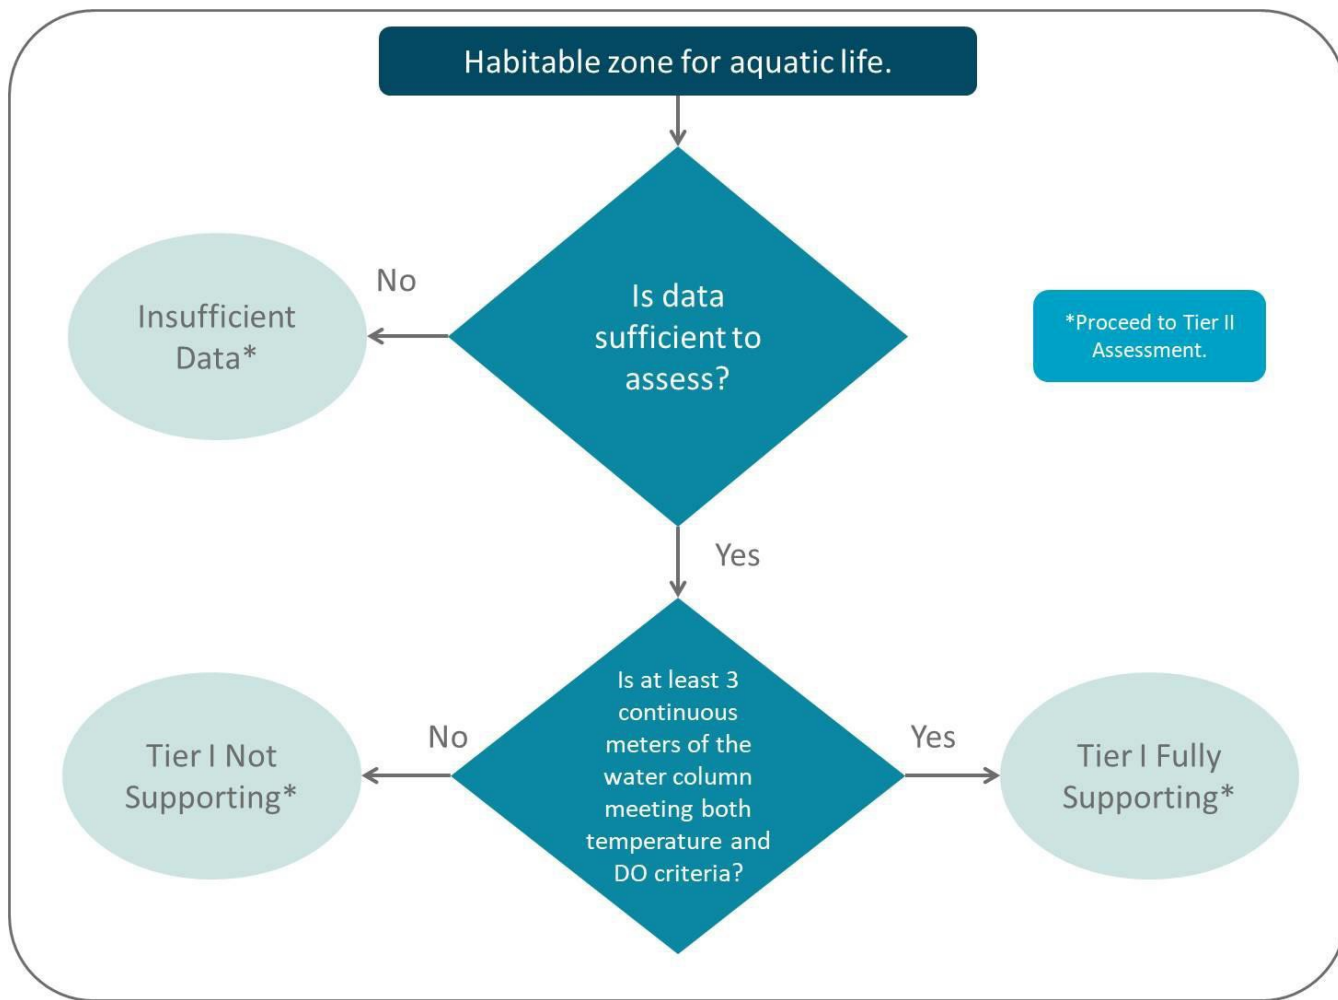 Habitable zone for aquatic life.
No
Insufficient
Data*
Is data
sufficient to
assess?
*Proceed to Tier II
Assessment.
Yes
No
Tier I Not
Supporting*
Is at least 3
continuous
meters of the
water column
meeting both
temperature and
DO criteria?
Yes
Tier I Fully
Supporting*